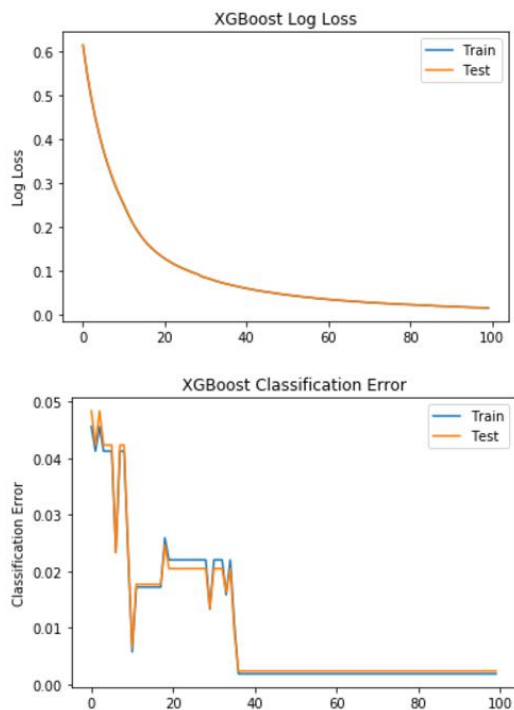 XGBoost Log Loss
Train
Test
Log Loss
0.6
0.5
0.4
0.3
0.2
0.1
0.0
0 20 40 60 80 100
XGBoost Classification Error
Train
Test
Classification Error
0.05
0.04
0.03
0.02
0.01
0.00
0 20 40 60 80 100